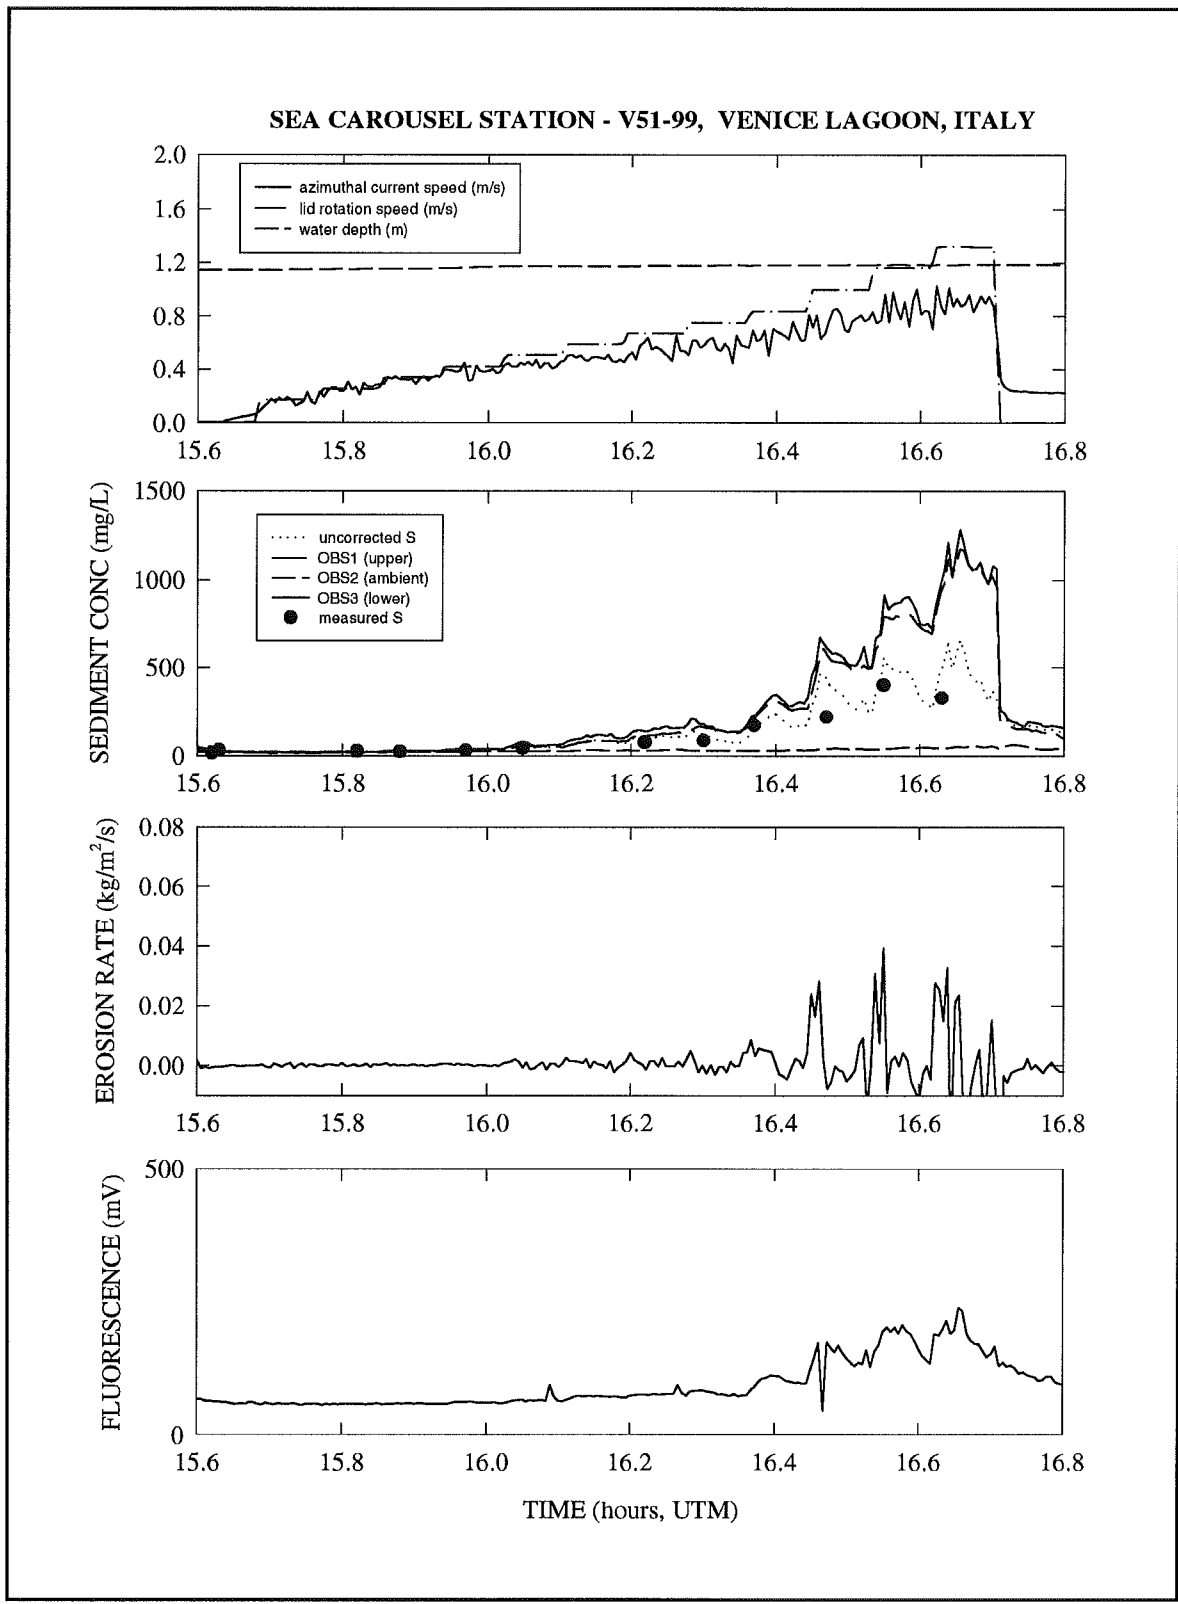 SEA CAROUSEL STATION - V51-99, VENICE LAGOON, ITALY
2.0
1.6
1.2
0.8
0.4
0.0
azimuthal current speed (m/s)
lid rotation speed (m/s)
water depth (m)
15.6 15.8 16.0 16.2 16.4 16.6 16.8
SEDIMENT CONC (mg/L)
1500
1000
500
0
uncorrected S
OBS1 (upper)
OBS2 (ambient)
OBS3 (lower)
measured S
15.6 15.8 16.0 16.2 16.4 16.6 16.8
EROSION RATE (kg/m²/s)
0.08
0.06
0.04
0.02
0.00
15.6 15.8 16.0 16.2 16.4 16.6 16.8
FLUORESCENCE (mV)
500
0
15.6 15.8 16.0 16.2 16.4 16.6 16.8
TIME (hours, UTM)